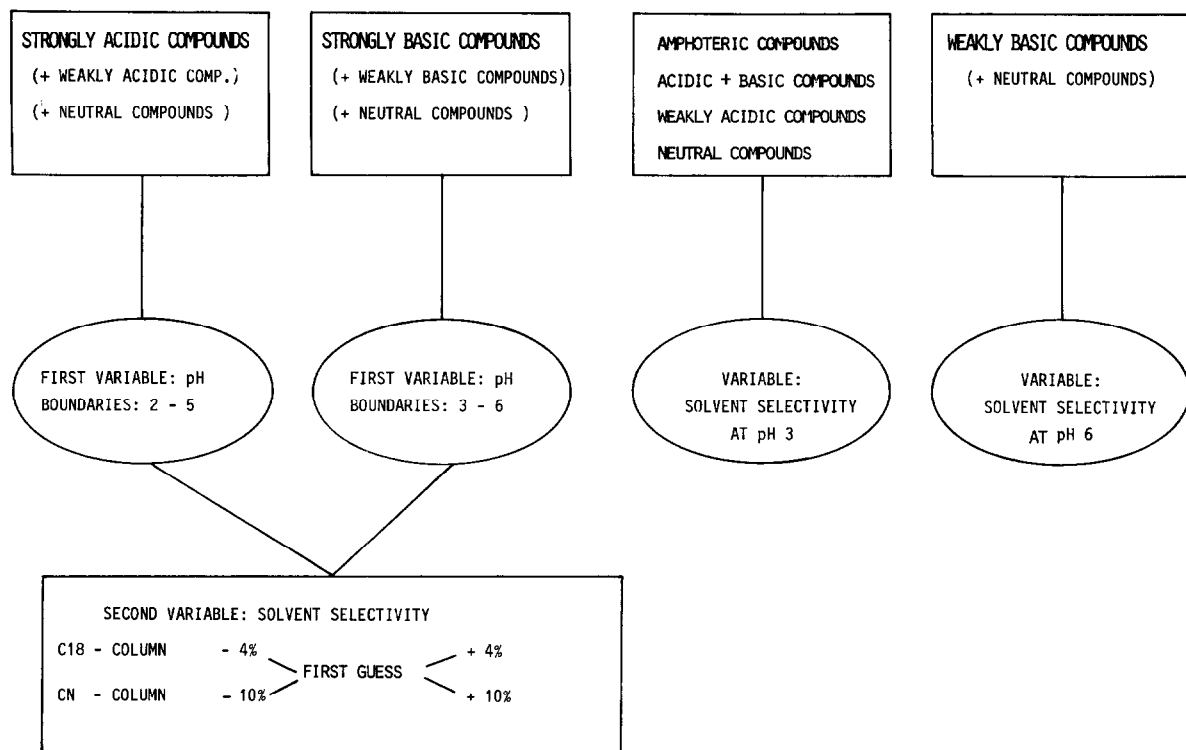 STRONGLY ACIDIC COMPOUNDS
(+ WEAKLY ACIDIC COMP.)
(+ NEUTRAL COMPOUNDS )
STRONGLY BASIC COMPOUNDS
(+ WEAKLY BASIC COMPOUNDS)
(+ NEUTRAL COMPOUNDS )
AMPHOTERIC COMPOUNDS
ACIDIC + BASIC COMPOUNDS
WEAKLY ACIDIC COMPOUNDS
NEUTRAL COMPOUNDS
WEAKLY BASIC COMPOUNDS
(+ NEUTRAL COMPOUNDS)
FIRST VARIABLE: pH
BOUNDARIES: 2 - 5
FIRST VARIABLE: pH
BOUNDARIES: 3 - 6
VARIABLE:
SOLVENT SELECTIVITY
AT pH 3
VARIABLE:
SOLVENT SELECTIVITY
AT pH 6
SECOND VARIABLE: SOLVENT SELECTIVITY
C18 - COLUMN - 4% + 4%
FIRST GUESS
CN - COLUMN - 10% + 10%